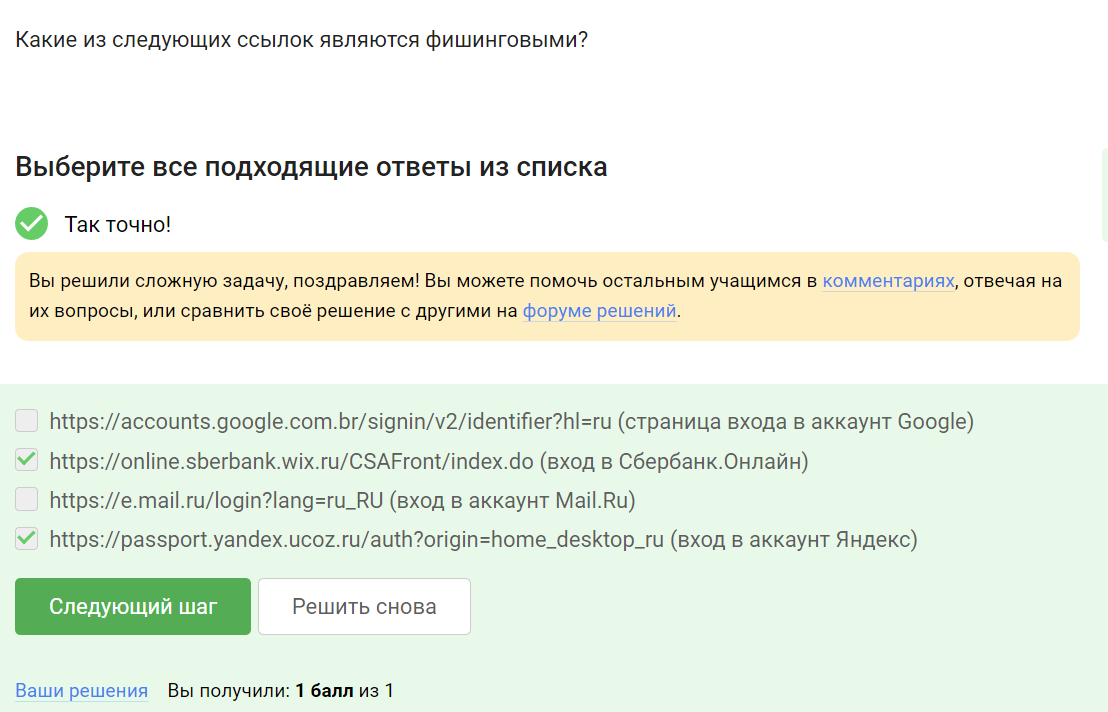 Какие из следующих ссылок являются фишинговыми?
Выберите все подходящие ответы из списка
Так точно!
Вы решили сложную задачу, поздравляем! Вы можете помочь остальным учащимся в комментариях, отвечая на
их вопросы, или сравнить своё решение с другими на форуме решений.
https://accounts.google.com.br/signin/v2/identifier?hl=ru (страница входа в аккаунт Google)
https://online.sberbank.wix.ru/CSAFront/index.do (вход в Сбербанк.Онлайн)
https://e.mail.ru/login?lang=ru_RU (вход в аккаунт Mail.Ru)
https://passport.yandex.ucoz.ru/auth?origin=home_desktop_ru (вход в аккаунт Яндекс)
Следующий шаг Решить снова
Ваши решения Вы получили: 1 балл из 1